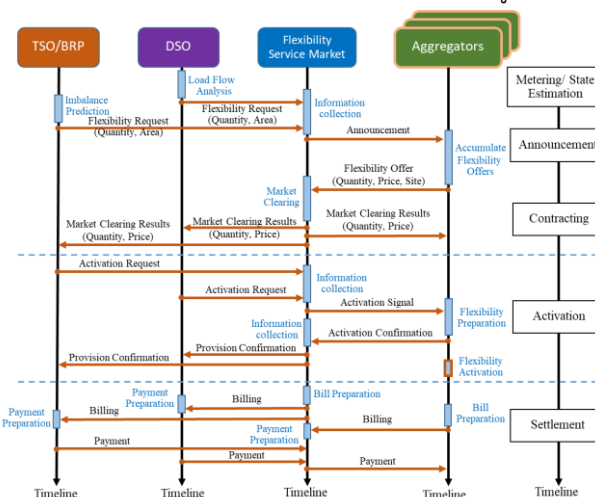 TSO/BRP
DSO
Flexibility
Service Market
Aggregators
Metering/ State
Estimation
Load Flow
Analysis
Imbalance
Prediction
Flexibility Request
(Quantity, Area)
Flexibility Request
(Quantity, Area)
Information
collection
Announcement
Announcement
Accumulate
Flexibility
Offers
Flexibility Offer
(Quantity, Price, Site)
Market
Clearing
Market Clearing Results
(Quantity, Price)
Market Clearing Results
(Quantity, Price)
Market Clearing Results
(Quantity, Price)
Contracting
Activation Request
Information
collection
Activation Request
Activation Signal
Flexibility
Preparation
Activation
Information
collection
Activation Confirmation
Provision Confirmation
Provision Confirmation
Flexibility
Activation
Payment
Preparation
Billing
Bill Preparation
Payment
Preparation
Billing
Billing
Bill
Preparation
Settlement
Payment
Preparation
Payment
Payment
Payment
Timeline
Timeline
Timeline
Timeline
Timeline